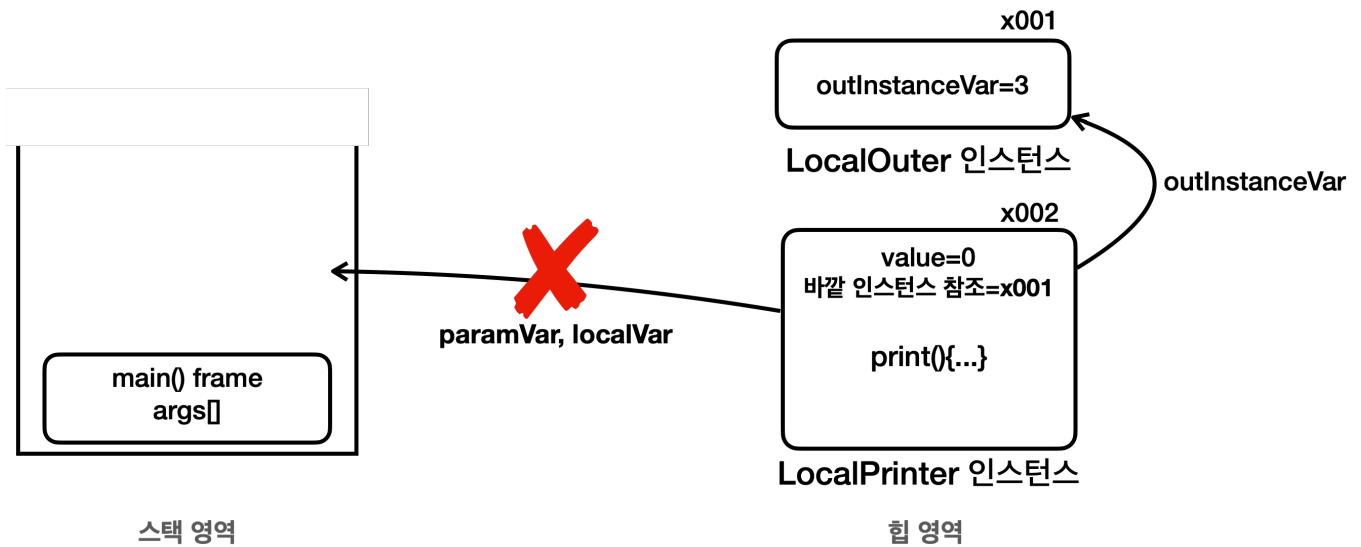 x001
outInstanceVar=3
LocalOuter 인스턴스
outInstanceVar
x002
value=0
바깥 인스턴스 참조=x001
print(){...}
LocalPrinter 인스턴스
paramVar, localVar
main() frame
args[]
스택 영역
힙 영역